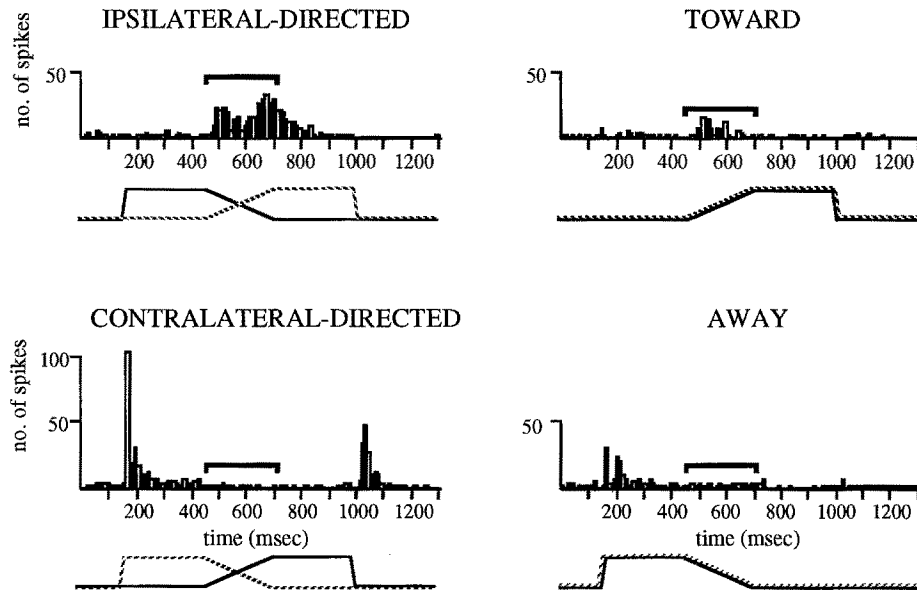 IPSILATERAL-DIRECTED
no. of spikes
50
200 400 600 800 1000 1200
TOWARD
50
200 400 600 800 1000 1200
CONTRALATERAL-DIRECTED
no. of spikes
100
50
200 400 600 800 1000 1200
time (msec)
AWAY
50
200 400 600 800 1000 1200
time (msec)